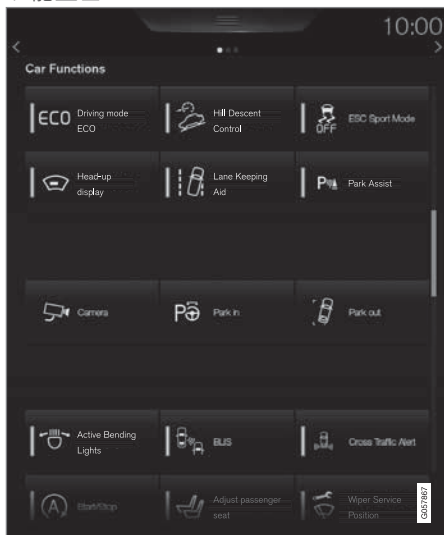 10:00
Car Functions
ECO Driving mode
ECO
Hill Descent
Control
OFF ESC Sport Mode
Head-up
display
Lane Keeping
Aid
P Park Assist
Camera
P Park in
Park out
Active Bending
Lights
BLIS
Cross Traffic Alert
A Start/Stop
Adjust passenger
seat
Wiper Service
Position
G057867